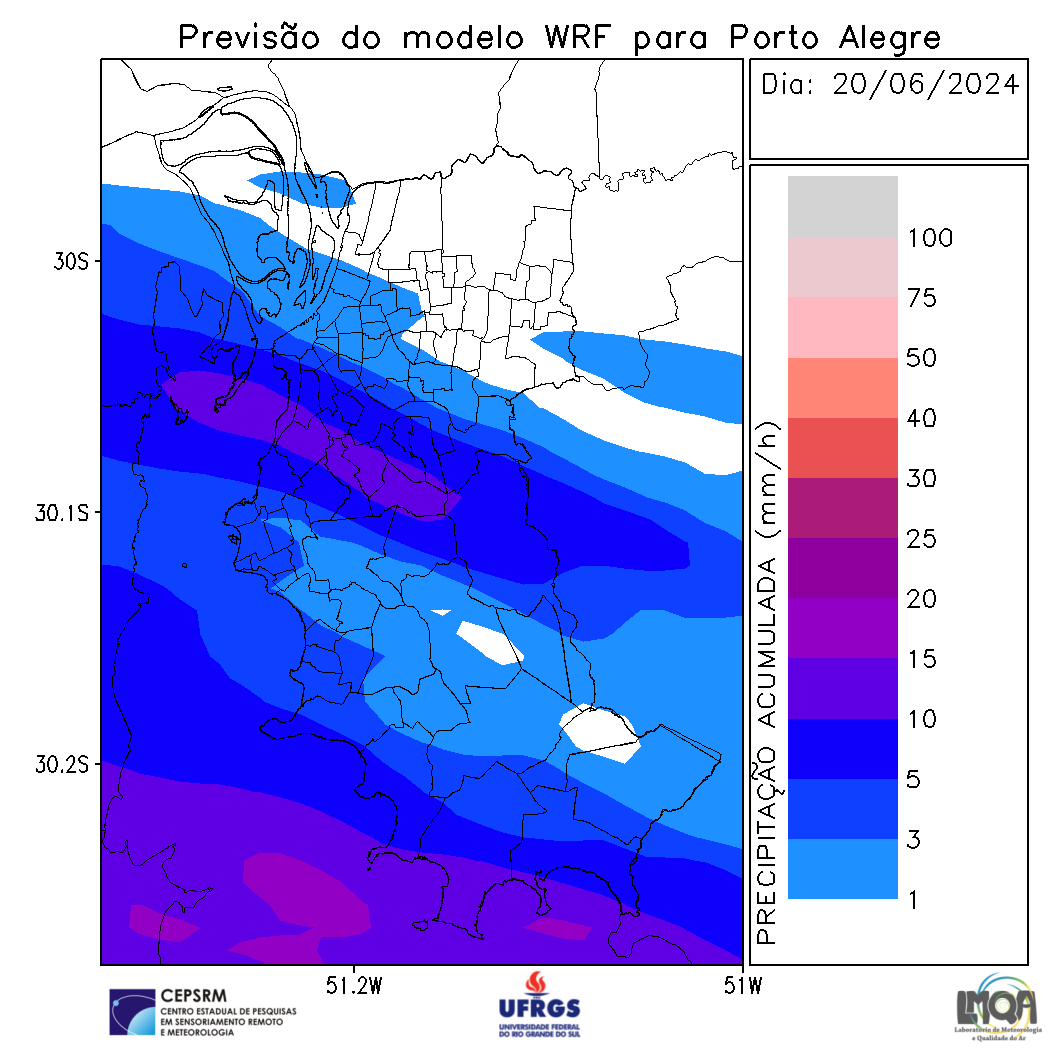 Previsão do modelo WRF para Porto Alegre
Dia: 20/06/2024
30S
30.1S
30.2S
51.2W
51W
PRECIPITAÇÃO ACUMULADA (mm/h)
100
75
50
40
30
25
20
15
10
5
3
1
CEPSRM
CENTRO ESTADUAL DE PESQUISAS
EM SENSORIAMENTO REMOTO
E METEOROLOGIA
UFRGS
UNIVERSIDADE FEDERAL
DO RIO GRANDE DO SUL
LMQA
Laboratório de Meteorologia
e Qualidade do Ar